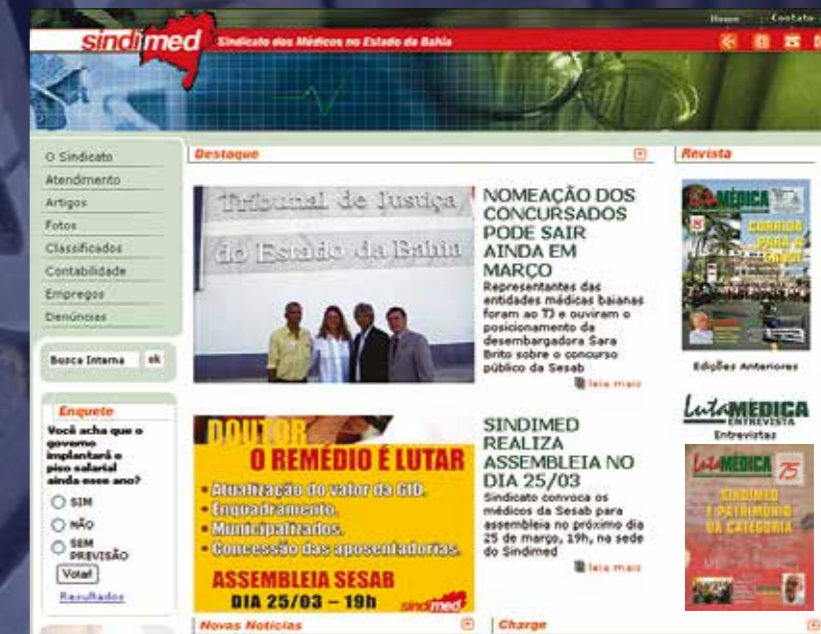 Home
Contato
sindimed
Sindicato dos Médicos no Estado da Bahia
O Sindicato
Atendimento
Artigos
Fotos
Classificados
Contabilidade
Empregos
Denúncias
Busca Interna ok
Enquete
Você acha que o
governo
implantará o
piso salarial
ainda esse ano?
SIM
NÃO
SEM
PREVISÃO
Votar!
Resultados
Destaque
Tribunal de Justiça
do Estado da Bahia
NOMEAÇÃO DOS
CONCURSADOS
PODE SAIR
AINDA EM
MARÇO
Representantes das
entidades médicas baianas
foram ao TJ e ouviram o
posicionamento da
desembargadora Sara
Brito sobre o concurso
público da Sesab
leia mais
DOUTOR
O REMÉDIO É LUTAR
• Atualização do valor da GID.
• Enquadramento.
• Municipalizados.
• Concessão das aposentadorias.
ASSEMBLEIA SESAB
DIA 25/03 – 19h
sindimed
SINDIMED
REALIZA
ASSEMBLEIA NO
DIA 25/03
Sindicato convoca os
médicos da Sesab para
assembleia no próximo dia
25 de março, 19h, na sede
do Sindimed
leia mais
Revista
LutaMÉDICA
CORRIDA
PARA A
SAÚDE
Edições Anteriores
LutaMÉDICA
ENTREVISTA
Entrevistas
LutaMÉDICA 75
SINDIMED
É PATRIMÔNIO
DA CATEGORIA
Novas Notícias
Charge